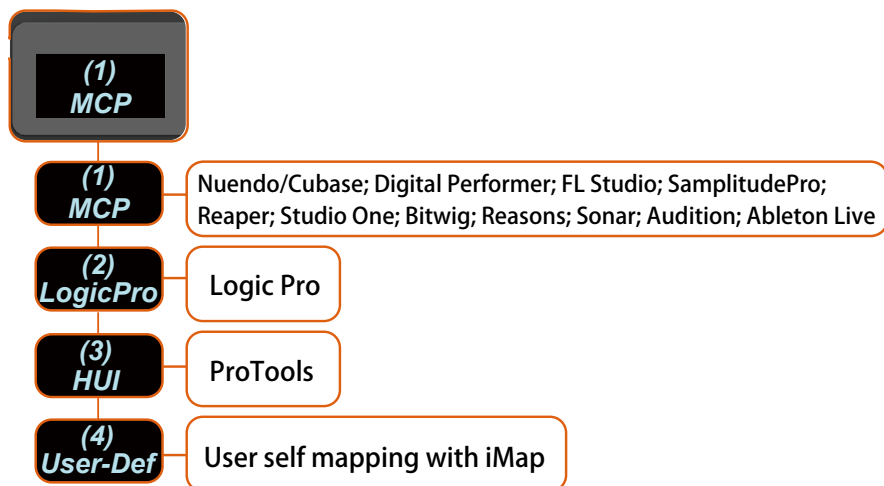 (1)
MCP
(1)
MCP
Nuendo/Cubase; Digital Performer; FL Studio; SamplitudePro;
Reaper; Studio One; Bitwig; Reasons; Sonar; Audition; Ableton Live
(2)
LogicPro
Logic Pro
(3)
HUI
ProTools
(4)
User-Def
User self mapping with iMap